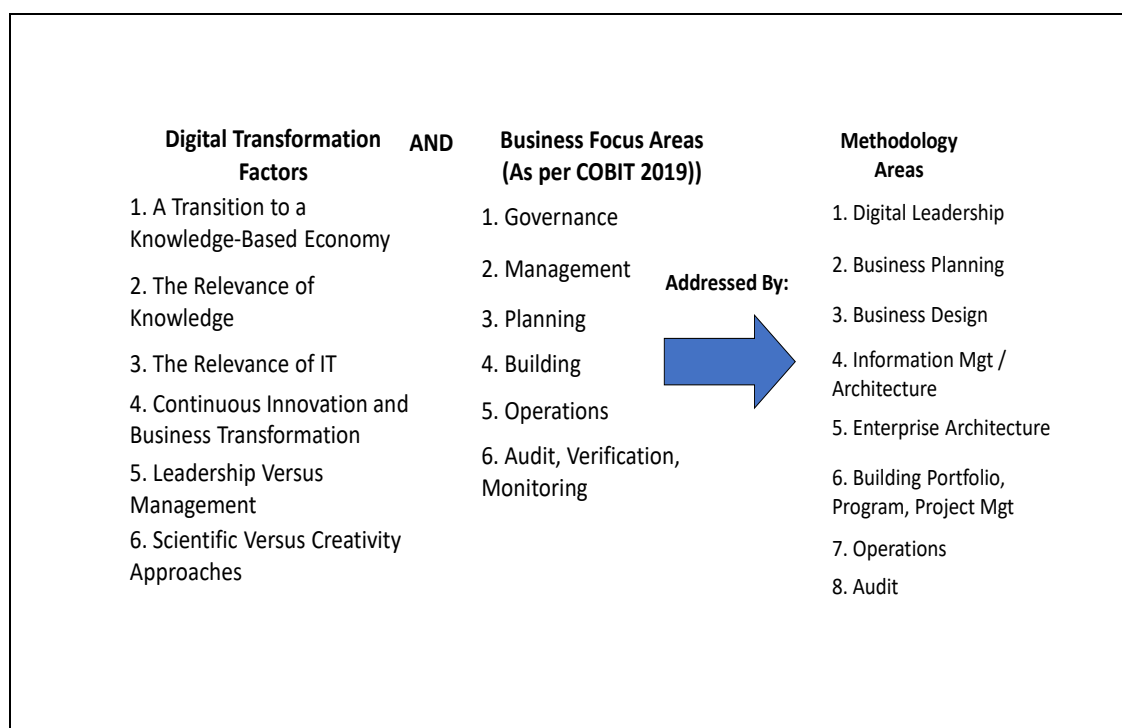 Digital Transformation
Factors
1. A Transition to a
Knowledge-Based Economy
2. The Relevance of
Knowledge
3. The Relevance of IT
4. Continuous Innovation and
Business Transformation
5. Leadership Versus
Management
6. Scientific Versus Creativity
Approaches
AND
Business Focus Areas
(As per COBIT 2019))
1. Governance
2. Management
3. Planning
4. Building
5. Operations
6. Audit, Verification,
Monitoring
Addressed By:
Methodology
Areas
1. Digital Leadership
2. Business Planning
3. Business Design
4. Information Mgt /
Architecture
5. Enterprise Architecture
6. Building Portfolio,
Program, Project Mgt
7. Operations
8. Audit